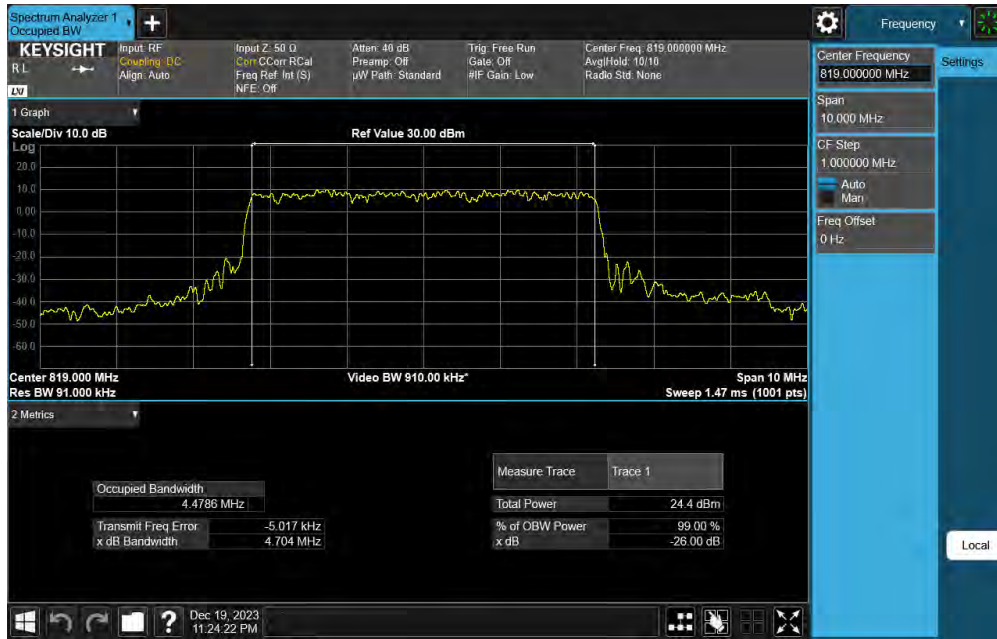 Spectrum Analyzer 1
Occupied BW
Frequency
KEYSIGHT
R L
LXI
Input: RF
Coupling: DC
Align: Auto
Input Z: 50 Ω
Corr CCorr RCal
Freq Ref: Int (S)
NFE: Off
Atten: 40 dB
Preamp: Off
µW Path: Standard
Trig: Free Run
Gate: Off
#IF Gain: Low
Center Freq: 819.000000 MHz
Avg|Hold: 10/10
Radio Std: None
Center Frequency
819.000000 MHz
Settings
Span
10.000 MHz
CF Step
1.000000 MHz
Auto
Man
Freq Offset
0 Hz
1 Graph
Scale/Div 10.0 dB
Ref Value 30.00 dBm
Log
20.0
10.0
0.00
-10.0
-20.0
-30.0
-40.0
-50.0
-60.0
Center 819.000 MHz
Video BW 910.00 kHz*
Span 10 MHz
Res BW 91.000 kHz
Sweep 1.47 ms (1001 pts)
2 Metrics
Occupied Bandwidth
4.4786 MHz
Transmit Freq Error -5.017 kHz
x dB Bandwidth 4.704 MHz
Measure Trace Trace 1
Total Power 24.4 dBm
% of OBW Power 99.00 %
x dB -26.00 dB
Local
Dec 19, 2023
11:24:22 PM